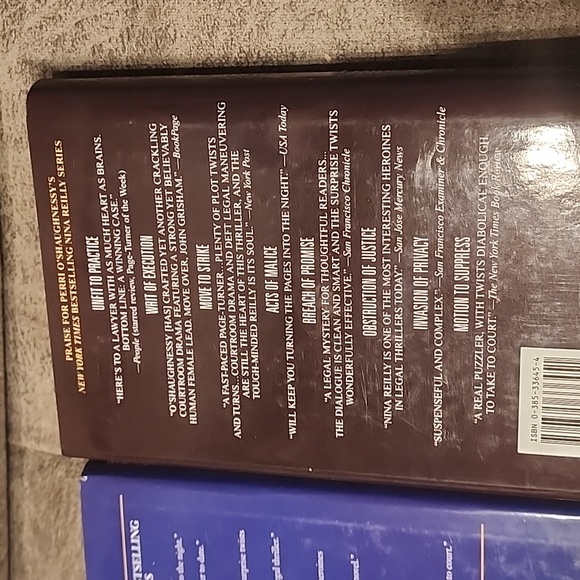 PRAISE FOR PERRI O'SHAUGHNESSY'S
NEW YORK TIMES BESTSELLING NINA REILLY SERIES
UNFIT TO PRACTICE
"HERE'S TO A LAWYER WITH AS MUCH HEART AS BRAINS.
BOTTOM LINE: A WINNING CASE."
—People (starred review, Page-Turner of the Week)
WRIT OF EXECUTION
"O'SHAUGHNESSY [HAS] CRAFTED YET ANOTHER CRACKLING
COURTROOM DRAMA FEATURING A STRONG YET BELIEVABLY
HUMAN FEMALE LEAD. MOVE OVER, JOHN GRISHAM." —BookPage
MOVE TO STRIKE
"A FAST-PACED PAGE-TURNER... PLENTY OF PLOT TWISTS
AND TURNS... COURTROOM DRAMA AND DEFT LEGAL MANEUVERING
ARE STILL THE HEART OF THIS THRILLER, AND THE
TOUGH-MINDED REILLY IS ITS SOUL." —New York Post
ACTS OF MALICE
"WILL KEEP YOU TURNING THE PAGES INTO THE NIGHT." —USA Today
BREACH OF PROMISE
"A LEGAL MYSTERY FOR THOUGHTFUL READERS...
THE DIALOGUE IS CLEAN AND SMART, AND THE SURPRISE TWISTS
WONDERFULLY EFFECTIVE." —San Francisco Chronicle
OBSTRUCTION OF JUSTICE
"NINA REILLY IS ONE OF THE MOST INTERESTING HEROINES
IN LEGAL THRILLERS TODAY." —San Jose Mercury News
INVASION OF PRIVACY
"SUSPENSEFUL AND COMPLEX." —San Francisco Examiner & Chronicle
MOTION TO SUPPRESS
"A REAL PUZZLER, WITH TWISTS DIABOLICAL ENOUGH
TO TAKE TO COURT." —The New York Times Book Review
ISBN 0-385-33645-4